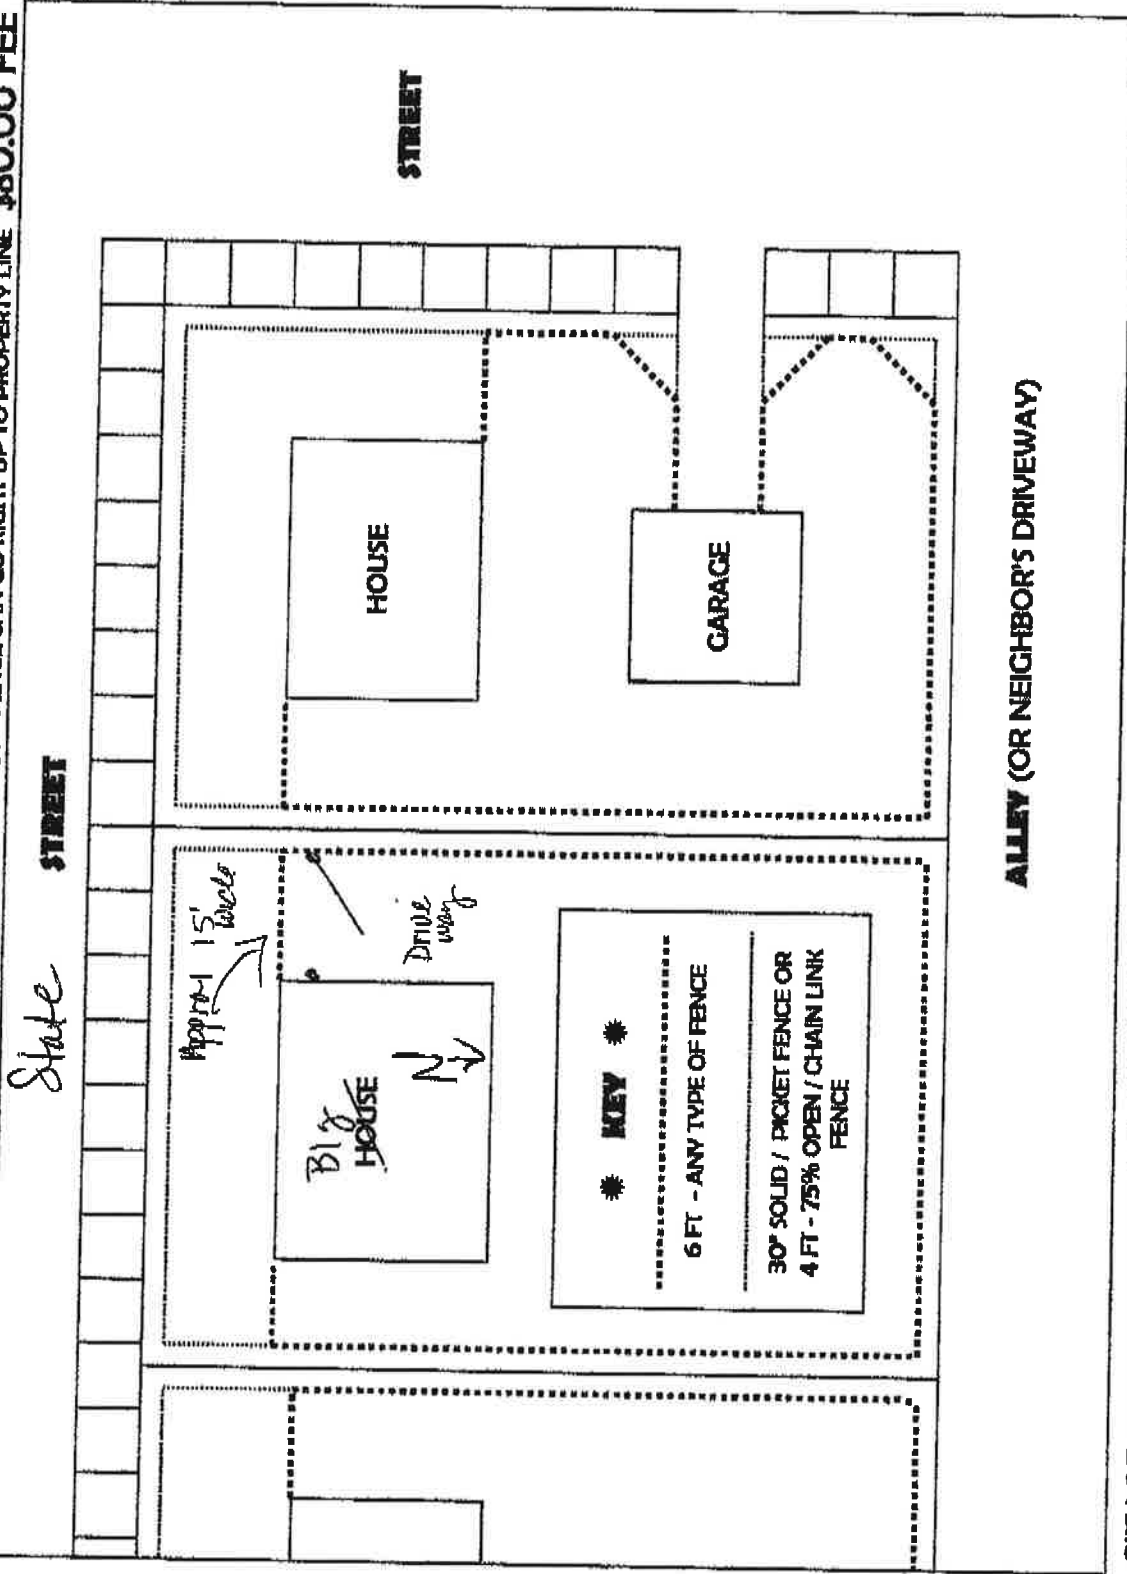 UP TO PROPERTY LINE $80.00 FEE
STREET
State
STREET
Approx 15'
wide
Drive
way
Big
HOUSE
N
HOUSE
GARAGE
KEY
6 FT - ANY TYPE OF FENCE
30" SOLID / PICKET FENCE OR
4 FT - 75% OPEN / CHAIN LINK
FENCE
ALLEY (OR NEIGHBOR'S DRIVEWAY)